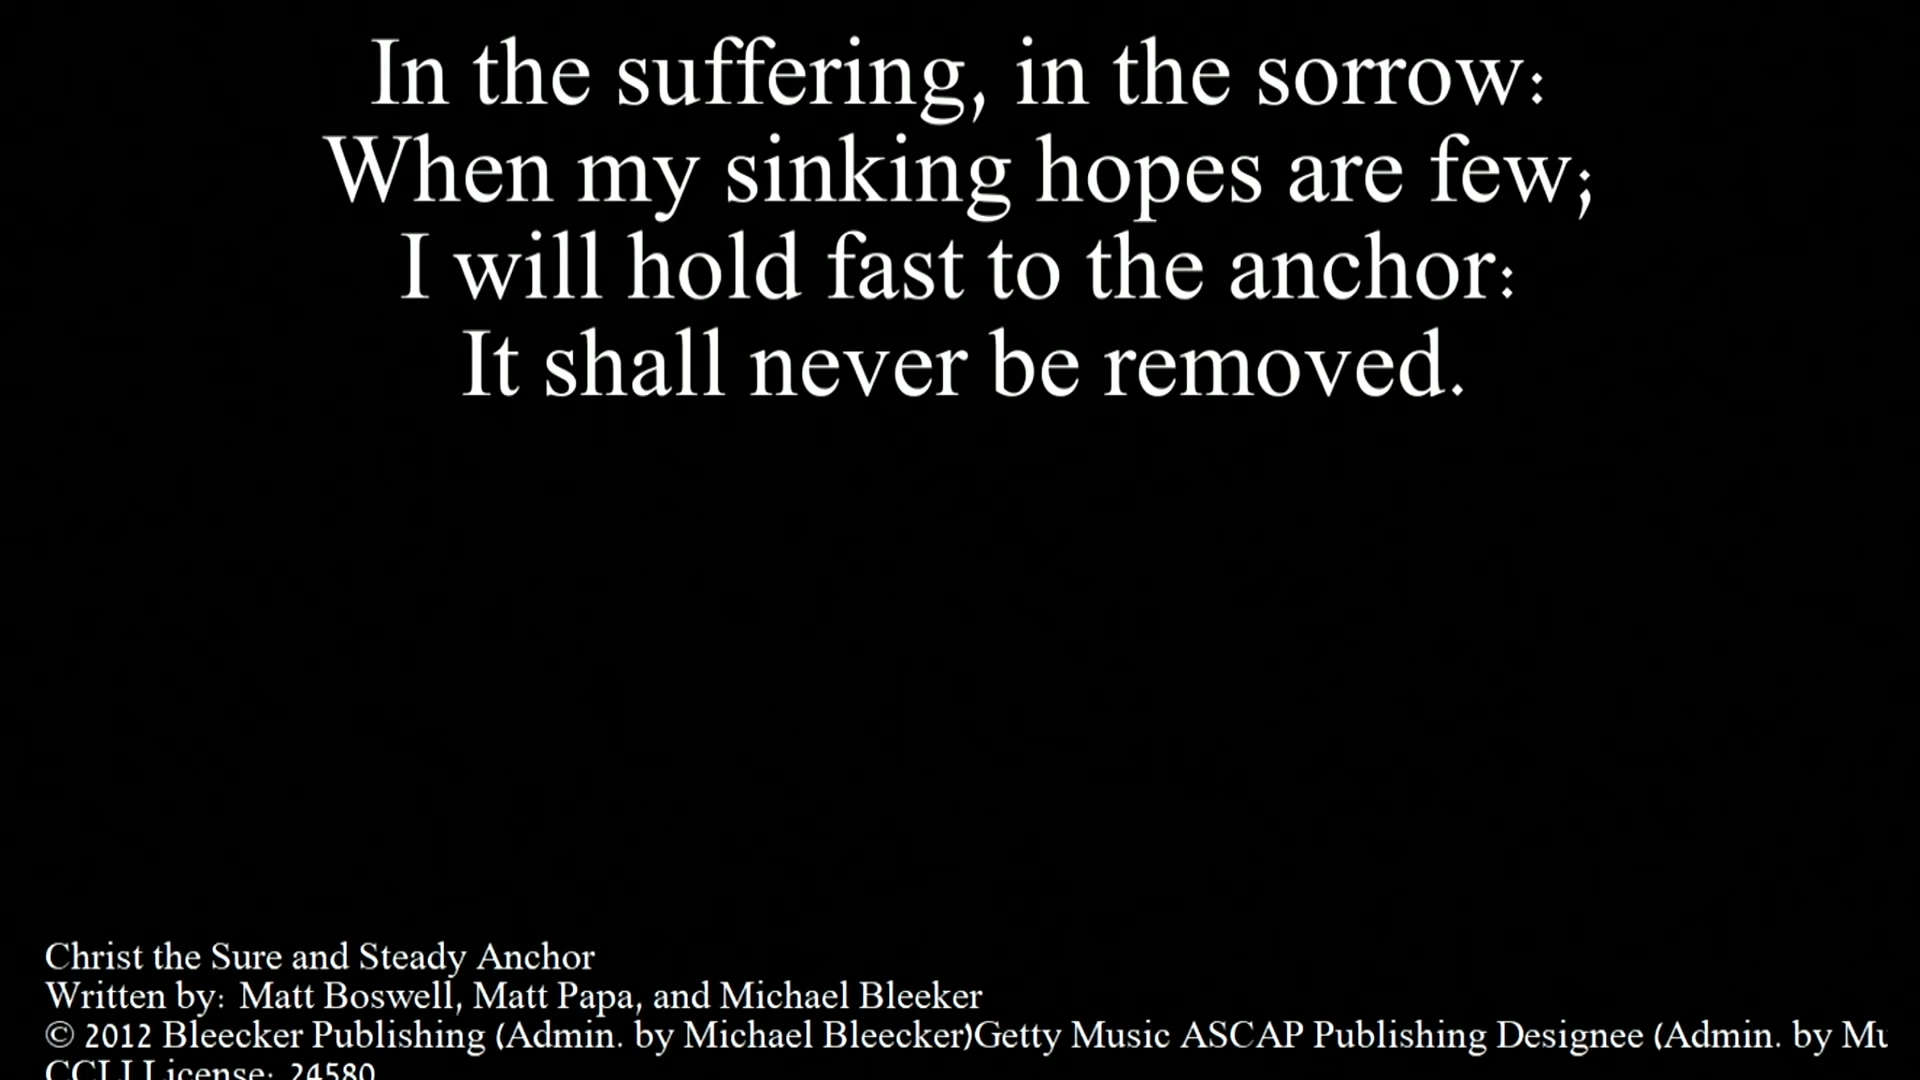 In the suffering, in the sorrow:
When my sinking hopes are few;
I will hold fast to the anchor:
It shall never be removed.
Christ the Sure and Steady Anchor
Written by: Matt Boswell, Matt Papa, and Michael Bleeker
© 2012 Bleecker Publishing (Admin. by Michael Bleecker)Getty Music ASCAP Publishing Designee (Admin. by Mu
CCLI License: 24580